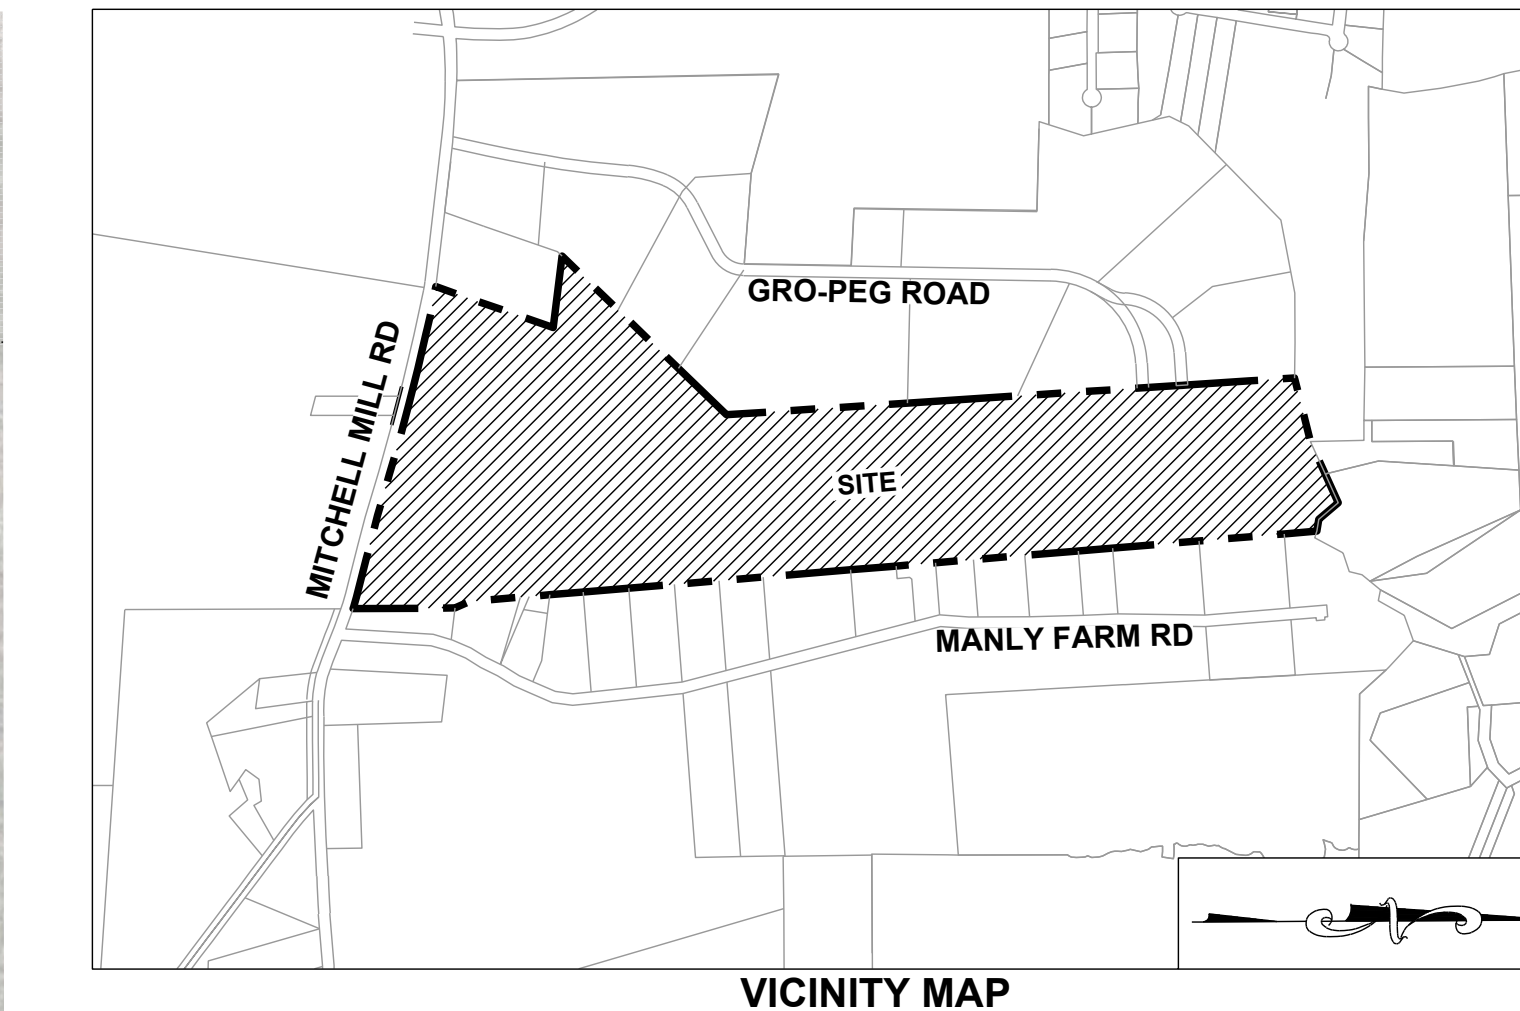 GRO-PEG ROAD
MITCHELL MILL RD
SITE
MANLY FARM RD
N
VICINITY MAP